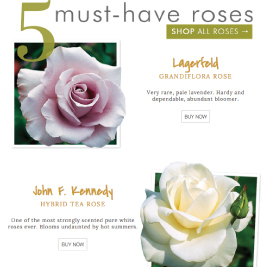 5 must-have roses
SHOP ALL ROSES →
Lagerfeld
GRANDIFLORA ROSE
Very rare, pale lavender. Hardy and
dependable, abundant bloomer.
BUY NOW
John F. Kennedy
HYBRID TEA ROSE
One of the most strongly scented pure white
roses ever. Blooms undaunted by hot summers.
BUY NOW